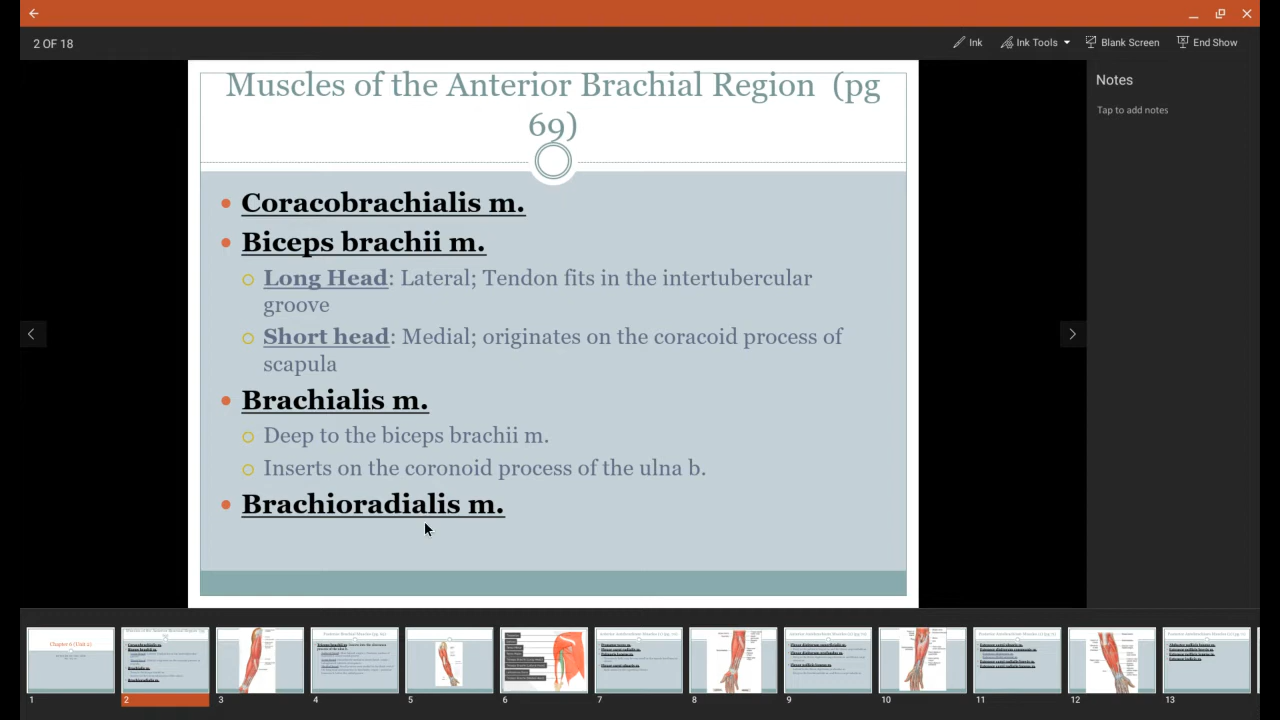 2 OF 18
Ink
Ink Tools
Blank Screen
End Show
Muscles of the Anterior Brachial Region (pg
69)
Coracobrachialis m.
Biceps brachii m.
Long Head: Lateral; Tendon fits in the intertubercular
groove
Short head: Medial; originates on the coracoid process of
scapula
Brachialis m.
Deep to the biceps brachii m.
Inserts on the coronoid process of the ulna b.
Brachioradialis m.
Notes
Tap to add notes
1
2
3
4
5
6
7
8
9
10
11
12
13